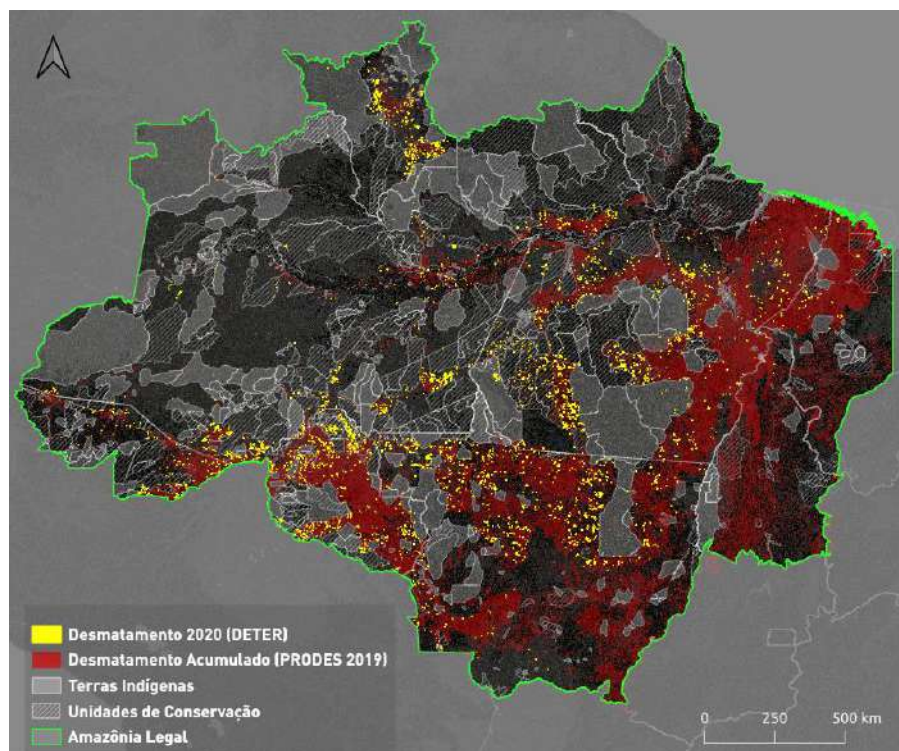 Desmatamento 2020 (DETER)
Desmatamento Acumulado (PRODES 2019)
Terras Indígenas
Unidades de Conservação
Amazônia Legal
0 250 500 km